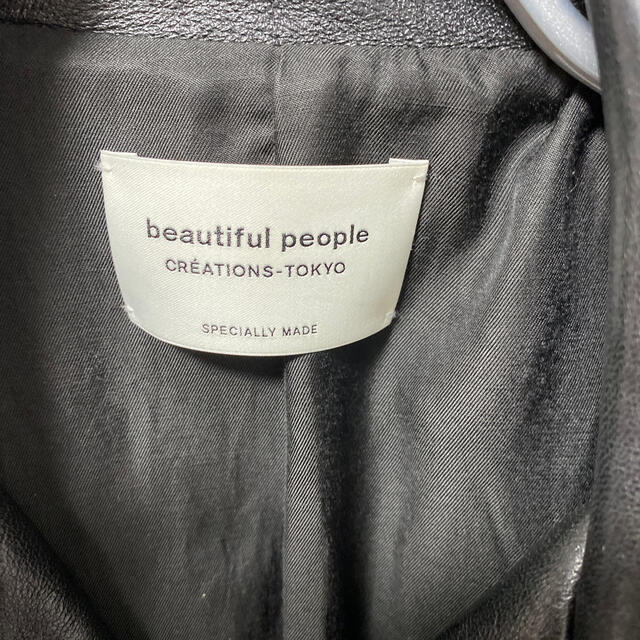 beautiful people
CRÉATIONS-TOKYO
SPECIALLY MADE